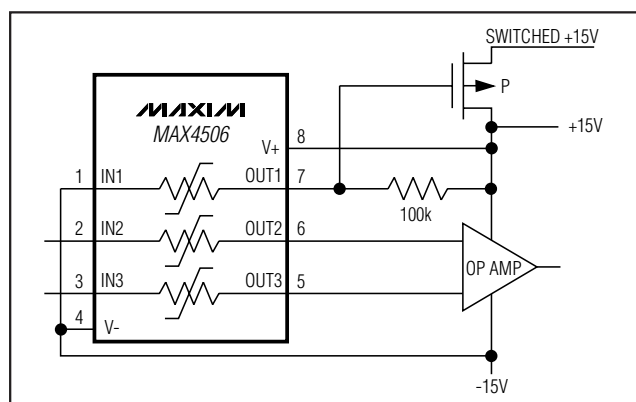 SWITCHED +15V
P
MAXIM
MAX4506
V+ 8
+15V
1 IN1 OUT1 7
100k
2 IN2 OUT2 6
OP AMP
3 IN3 OUT3 5
4 V-
-15V